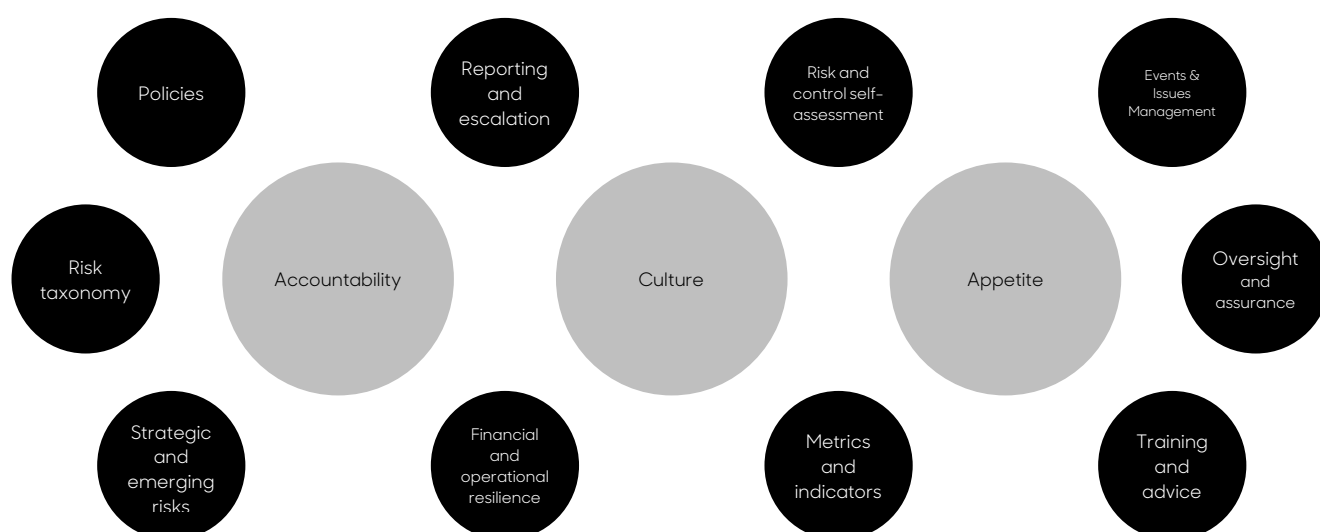 Policies
Reporting
and
escalation
Risk and
control self-
assessment
Events &
Issues
Management
Risk
taxonomy
Accountability
Culture
Appetite
Oversight
and
assurance
Strategic
and
emerging
risks
Financial
and
operational
resilience
Metrics
and
indicators
Training
and
advice